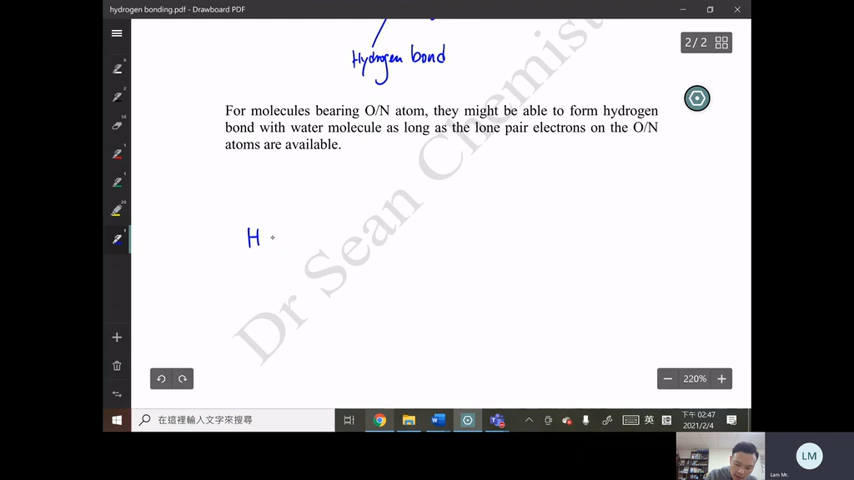 hydrogen bonding.pdf - Drawboard PDF
2/2
Hydrogen bond
For molecules bearing O/N atom, they might be able to form hydrogen
bond with water molecule as long as the lone pair electrons on the O/N
atoms are available.
H
Dr Sean Chemist
220%
在這裡輸入文字來搜尋
英
下午 02:47
2021/2/4
LM
Lam Mr.